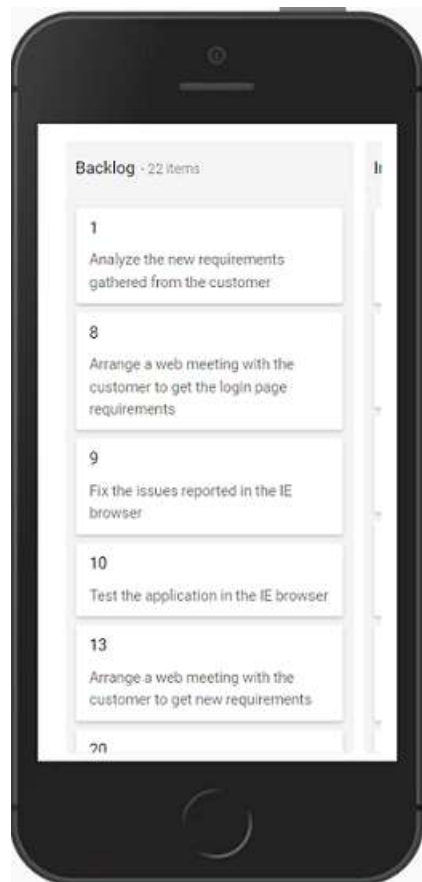 Backlog - 22 items
1
Analyze the new requirements
gathered from the customer
8
Arrange a web meeting with the
customer to get the login page
requirements
9
Fix the issues reported in the IE
browser
10
Test the application in the IE browser
13
Arrange a web meeting with the
customer to get new requirements
20